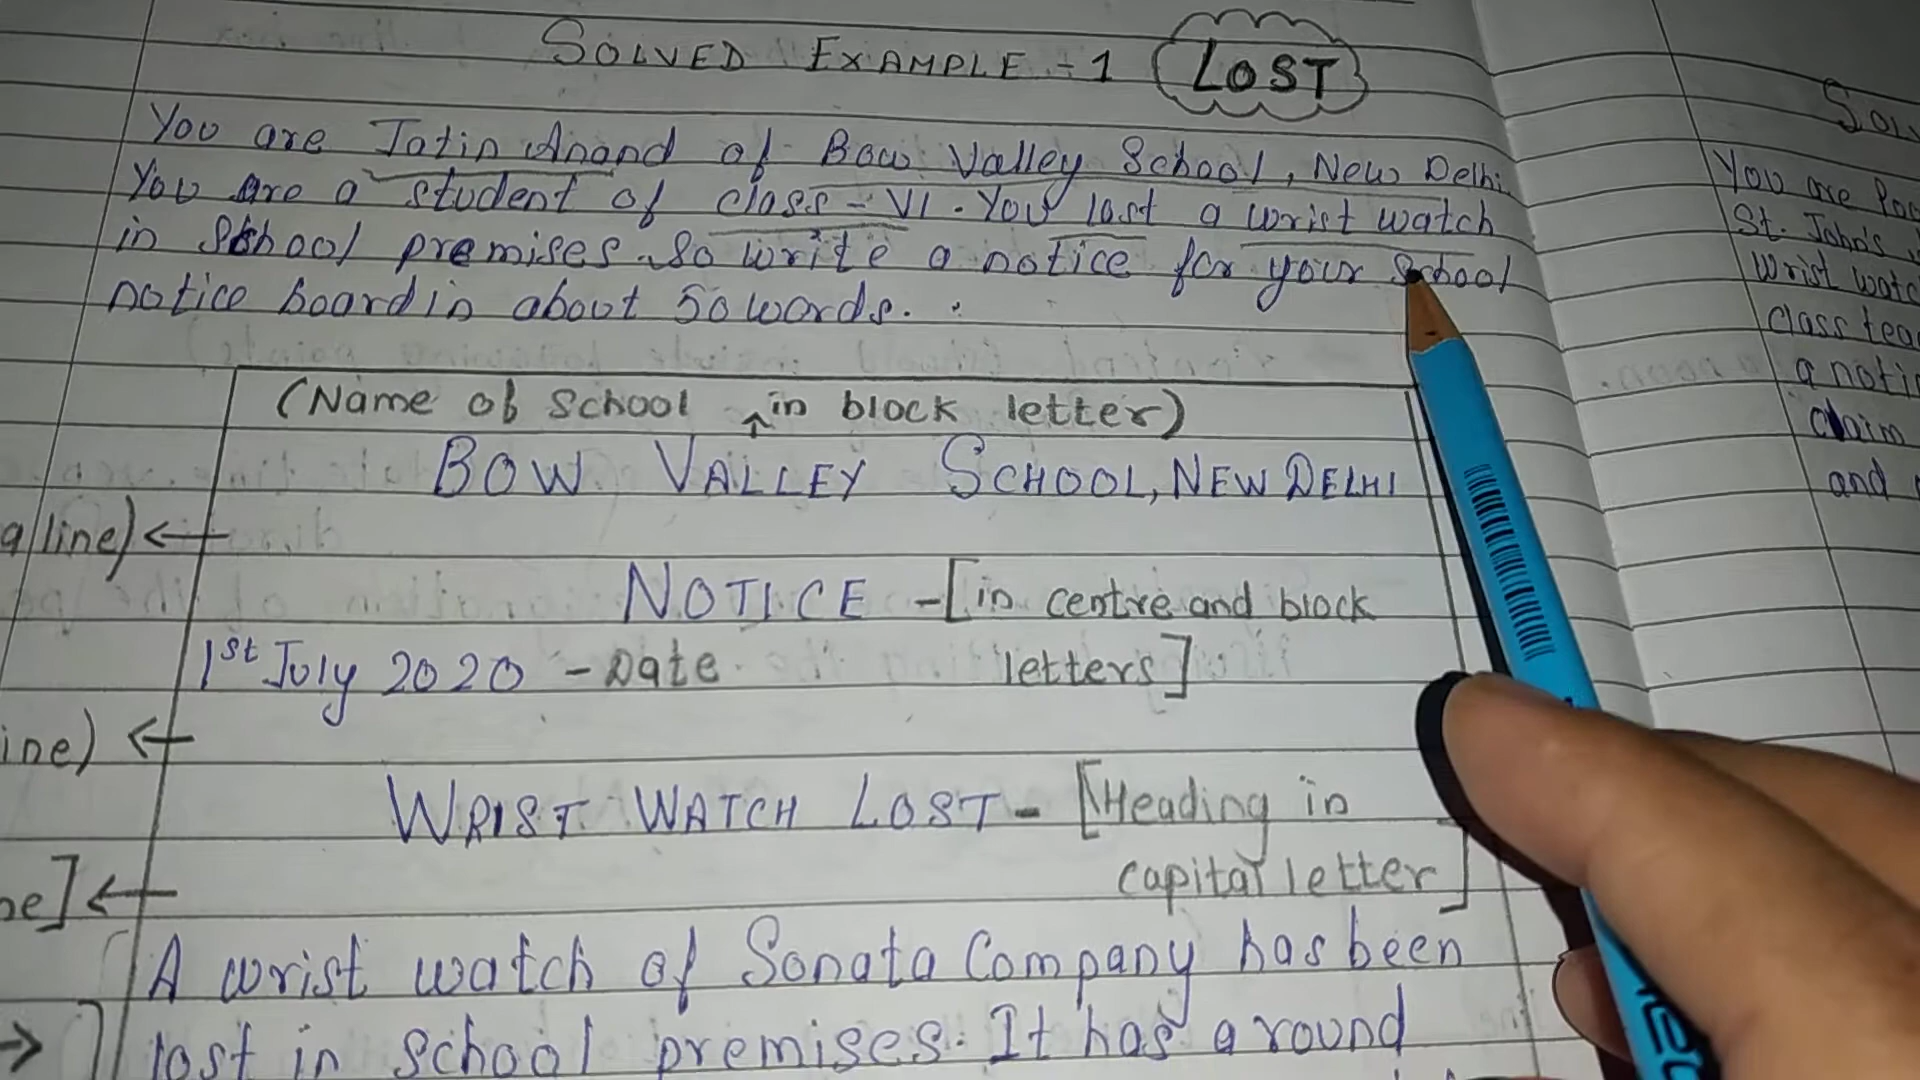 SOLVED EXAMPLE - 1 LOST
You are Jatin Anand of Bow Valley School, New Delhi.
You are a student of class - VI. You lost a wrist watch
in School premises. So write a notice for your School
notice board in about 50 words.
(Name of School in block letter)
BOW VALLEY SCHOOL, NEW DELHI
a line) ←
NOTICE - [in centre and block
letters]
1st July 2020 - Date
ine) ←
WRIST WATCH LOST - [Heading in
capital letter]
ne] ←
A wrist watch of Sonata Company has been
lost in School premises. It has a round
SOLV
You are
St. John's
wrist watc
class tea
a noti
claim
and